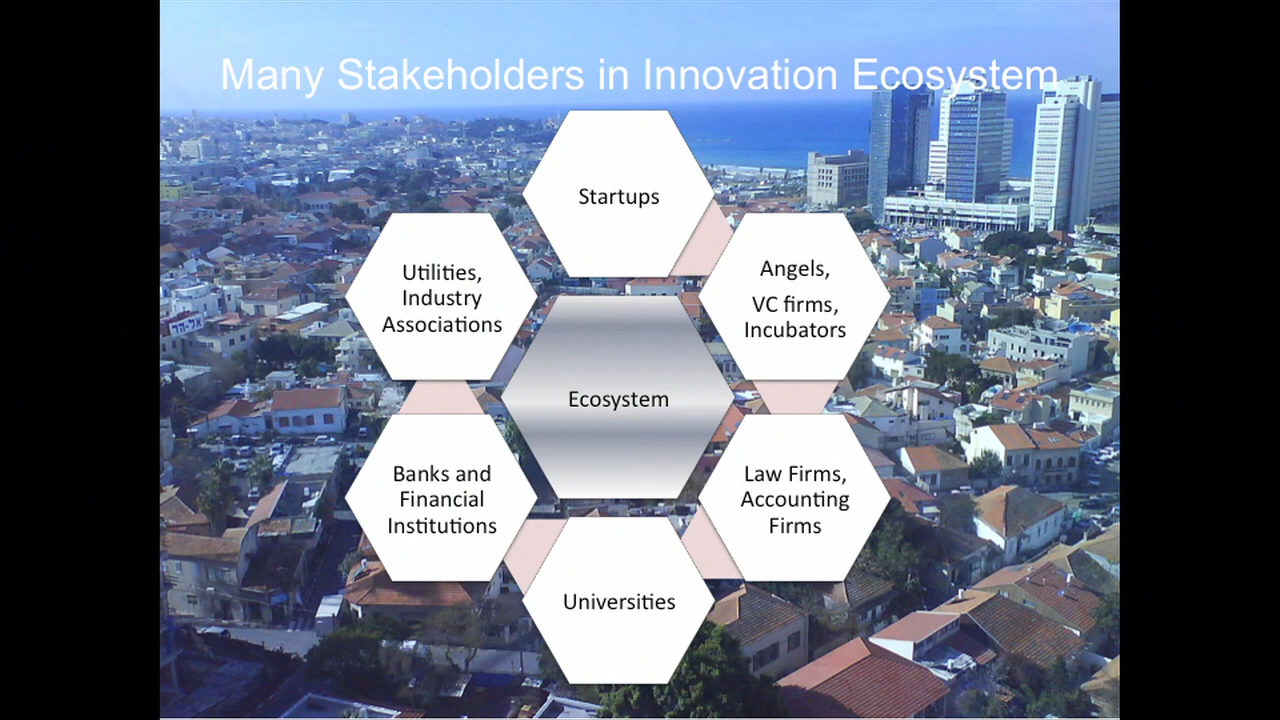 Many Stakeholders in Innovation Ecosystem
Startups
Angels,
VC firms,
Incubators
Law Firms,
Accounting
Firms
Universities
Banks and
Financial
Institutions
Utilities,
Industry
Associations
Ecosystem